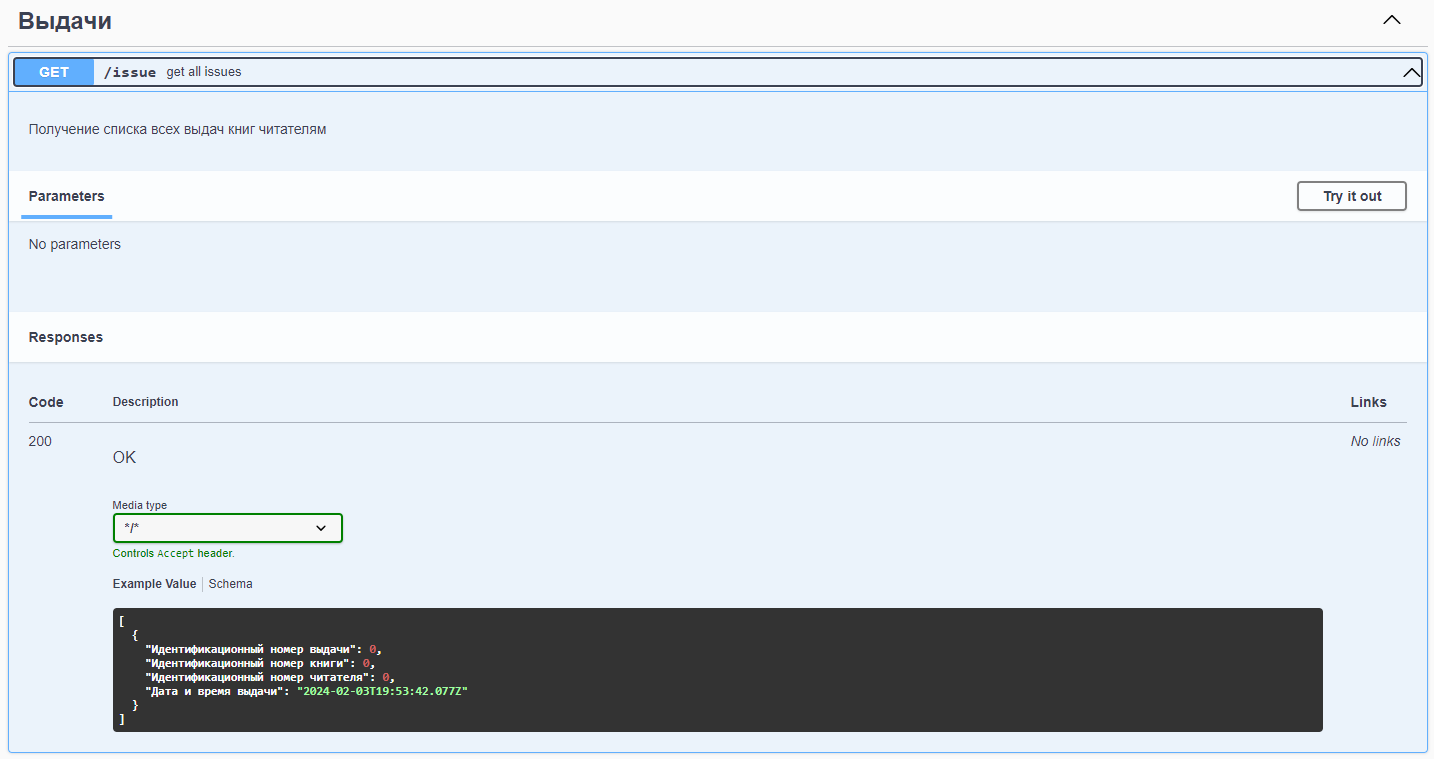 Выдачи
GET /issue get all issues
Получение списка всех выдач книг читателям
Parameters Try it out
No parameters
Responses
Code Description Links
200 No links
OK
Media type
*/*
Controls Accept header.
Example Value Schema
[
{
"Идентификационный номер выдачи": 0,
"Идентификационный номер книги": 0,
"Идентификационный номер читателя": 0,
"Дата и время выдачи": "2024-02-03T19:53:42.077Z"
}
]